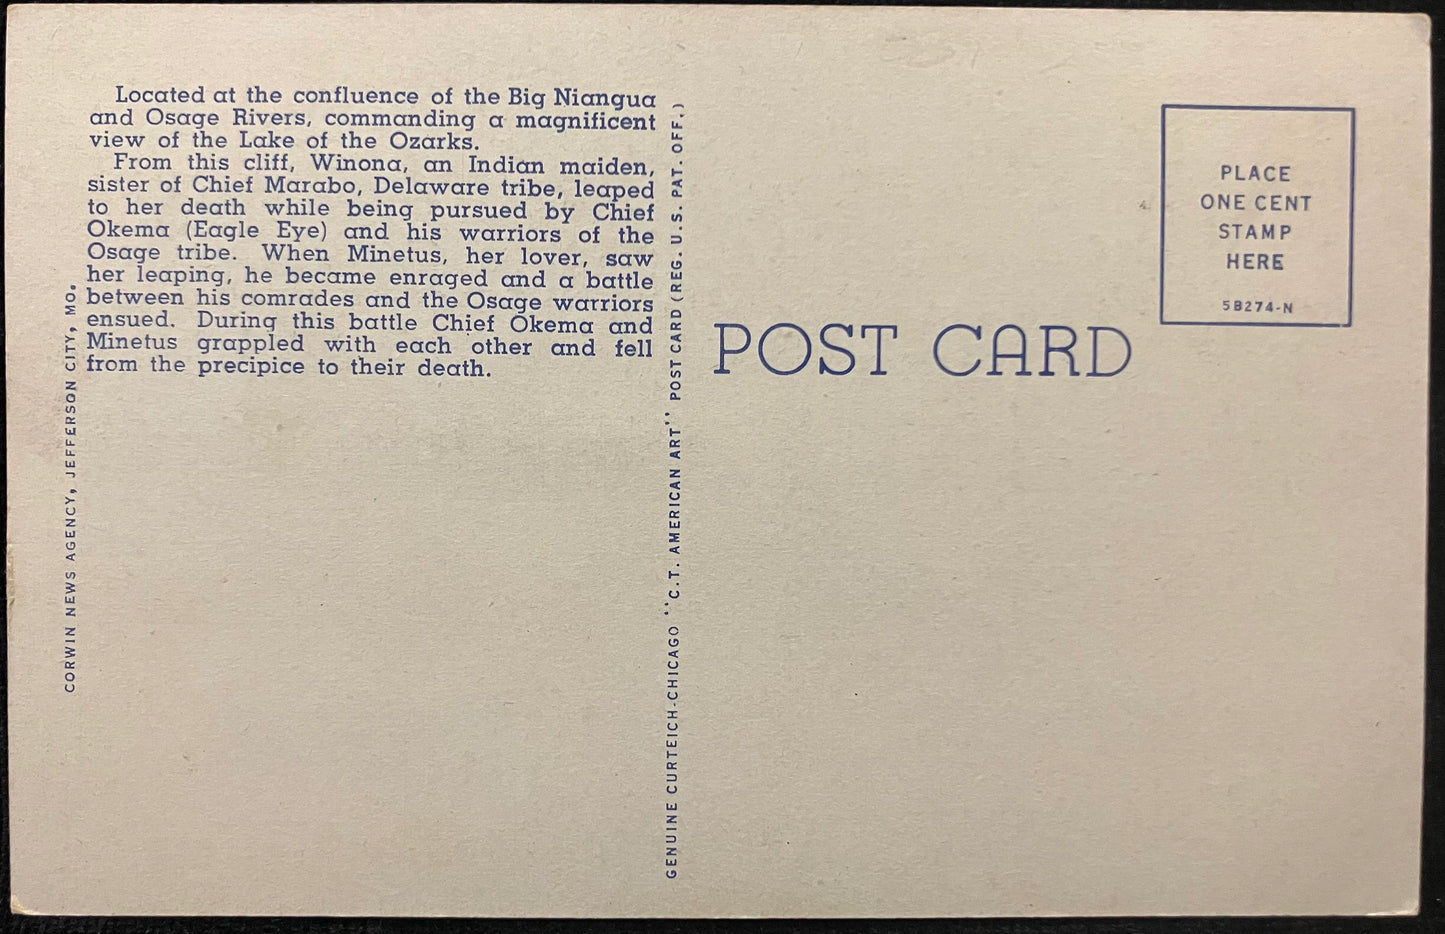 Located at the confluence of the Big Niangua
and Osage Rivers, commanding a magnificent
view of the Lake of the Ozarks.
From this cliff, Winona, an Indian maiden,
sister of Chief Marabo, Delaware tribe, leaped
to her death while being pursued by Chief
Okema (Eagle Eye) and his warriors of the
Osage tribe. When Minetus, her lover, saw
her leaping, he became enraged and a battle
between his comrades and the Osage warriors
ensued. During this battle Chief Okema and
Minetus grappled with each other and fell
from the precipice to their death.
CORWIN NEWS AGENCY, JEFFERSON CITY, MO.
GENUINE CURTEICH-CHICAGO "C.T. AMERICAN ART" POST CARD (REG. U.S. PAT. OFF.)
POST CARD
PLACE
ONE CENT
STAMP
HERE
5B274-N